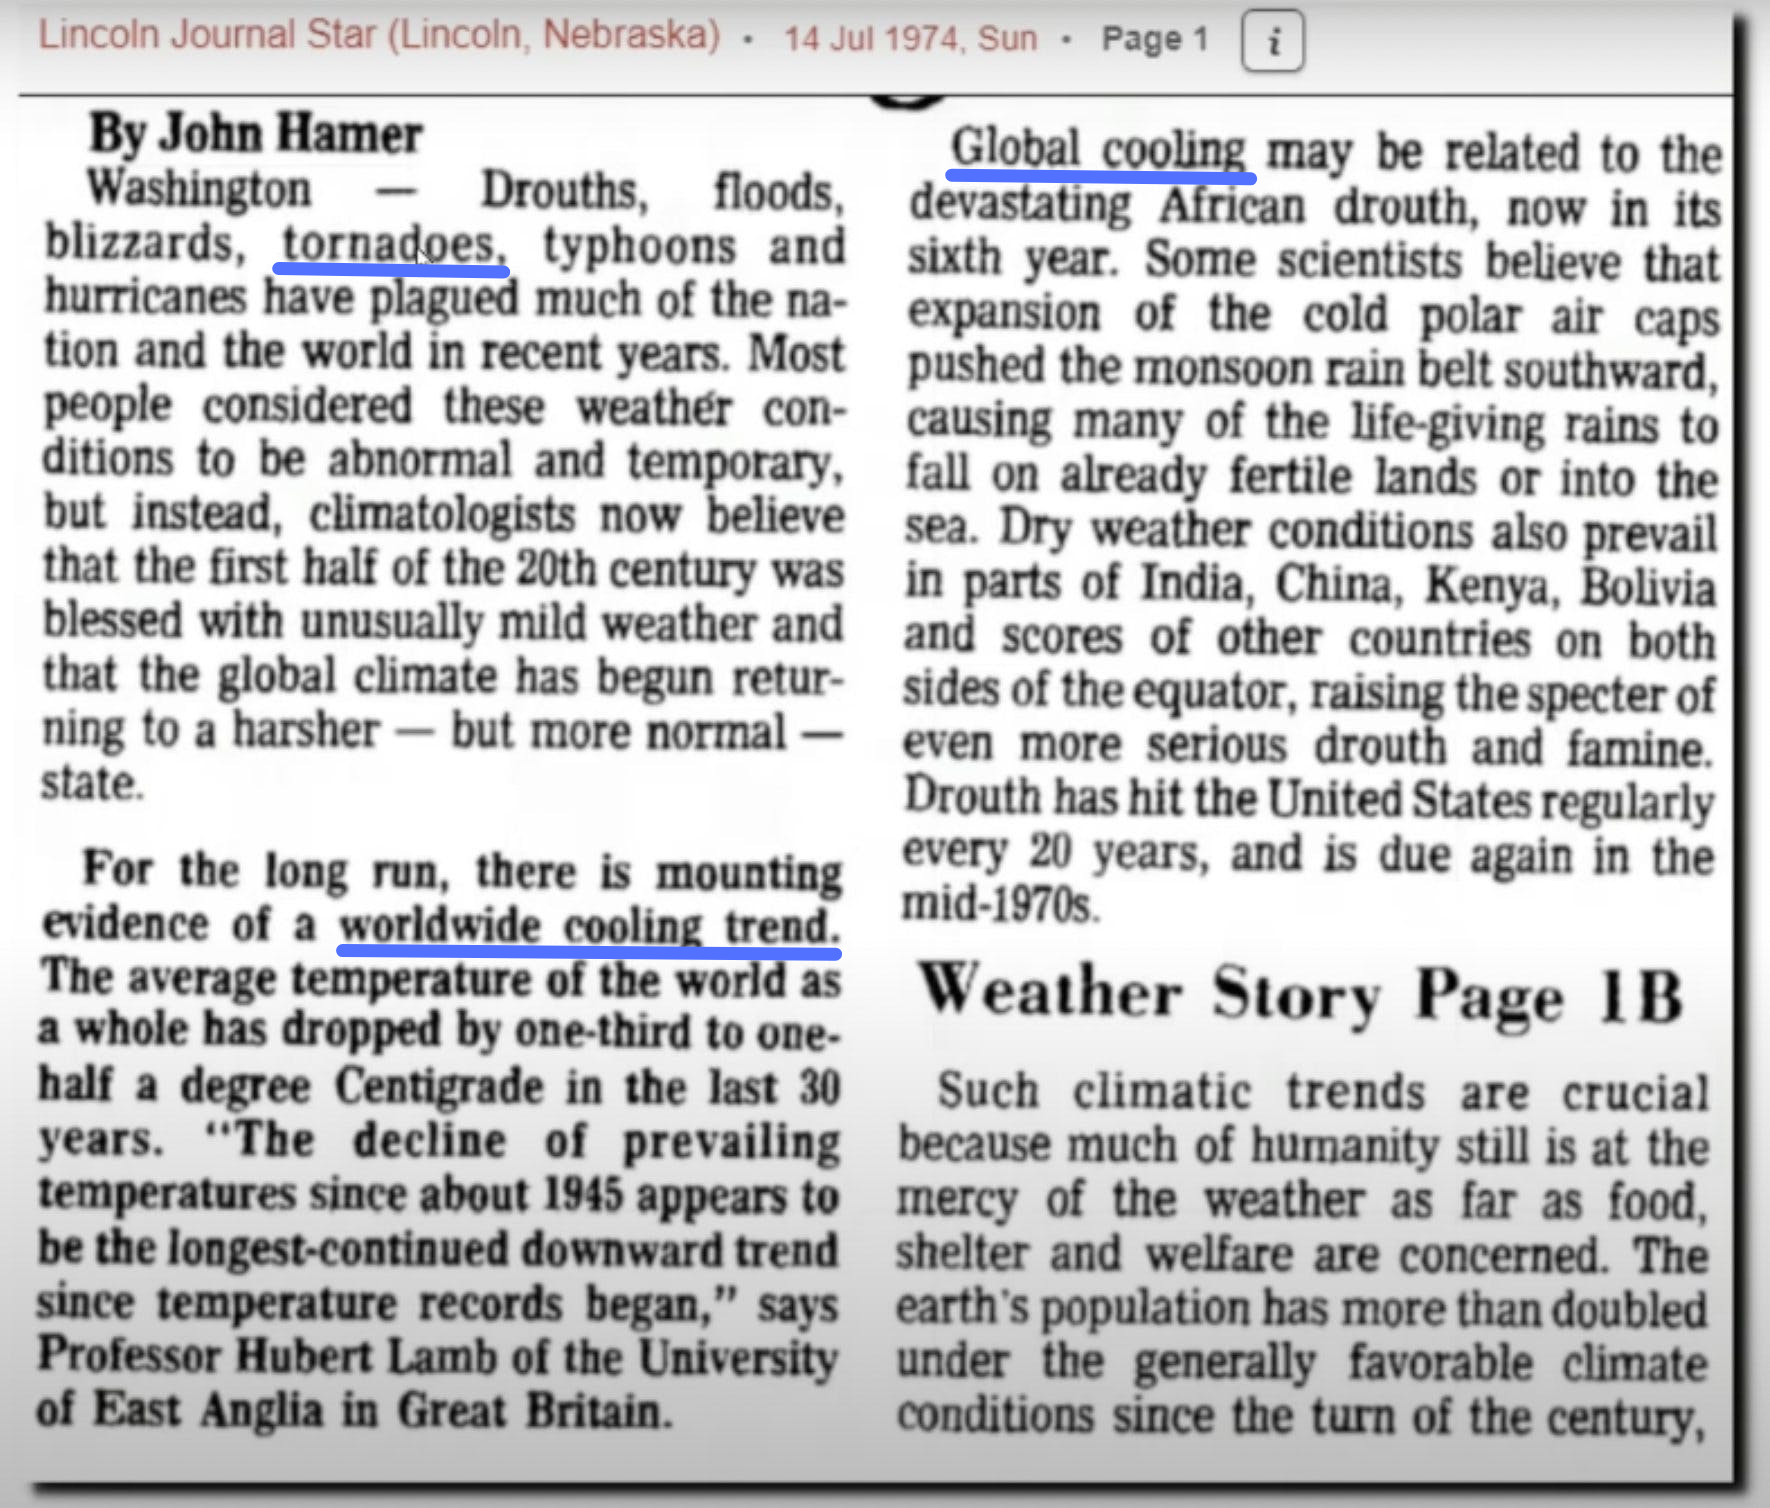 Lincoln Journal Star (Lincoln, Nebraska) · 14 Jul 1974, Sun · Page 1 i
By John Hamer
Washington — Drouths, floods,
blizzards, tornadoes, typhoons and
hurricanes have plagued much of the na-
tion and the world in recent years. Most
people considered these weather con-
ditions to be abnormal and temporary,
but instead, climatologists now believe
that the first half of the 20th century was
blessed with unusually mild weather and
that the global climate has begun retur-
ning to a harsher — but more normal —
state.
For the long run, there is mounting
evidence of a worldwide cooling trend.
The average temperature of the world as
a whole has dropped by one-third to one-
half a degree Centigrade in the last 30
years. “The decline of prevailing
temperatures since about 1945 appears to
be the longest-continued downward trend
since temperature records began,” says
Professor Hubert Lamb of the University
of East Anglia in Great Britain.
Global cooling may be related to the
devastating African drouth, now in its
sixth year. Some scientists believe that
expansion of the cold polar air caps
pushed the monsoon rain belt southward,
causing many of the life-giving rains to
fall on already fertile lands or into the
sea. Dry weather conditions also prevail
in parts of India, China, Kenya, Bolivia
and scores of other countries on both
sides of the equator, raising the specter of
even more serious drouth and famine.
Drouth has hit the United States regularly
every 20 years, and is due again in the
mid-1970s.
Weather Story Page 1B
Such climatic trends are crucial
because much of humanity still is at the
mercy of the weather as far as food,
shelter and welfare are concerned. The
earth's population has more than doubled
under the generally favorable climate
conditions since the turn of the century,